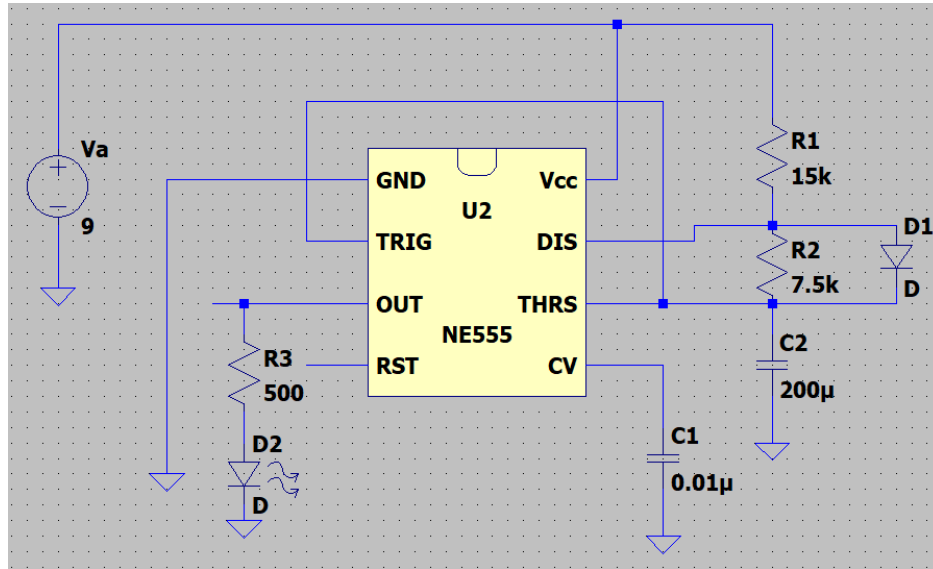 Va
9
GND
Vcc
U2
TRIG
DIS
OUT
THRS
NE555
RST
CV
R1
15k
R2
7.5k
D1
D
C2
200µ
R3
500
D2
D
C1
0.01µ